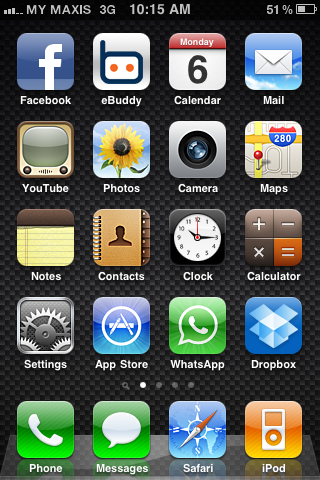 MY MAXIS 3G 10:15 AM 51%
Monday
6
280
Facebook eBuddy Calendar Mail
YouTube Photos Camera Maps
Notes Contacts Clock Calculator
Settings App Store WhatsApp Dropbox
Phone Messages Safari iPod